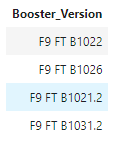 Booster_Version
F9 FT B1022
F9 FT B1026
F9 FT B1021.2
F9 FT B1031.2